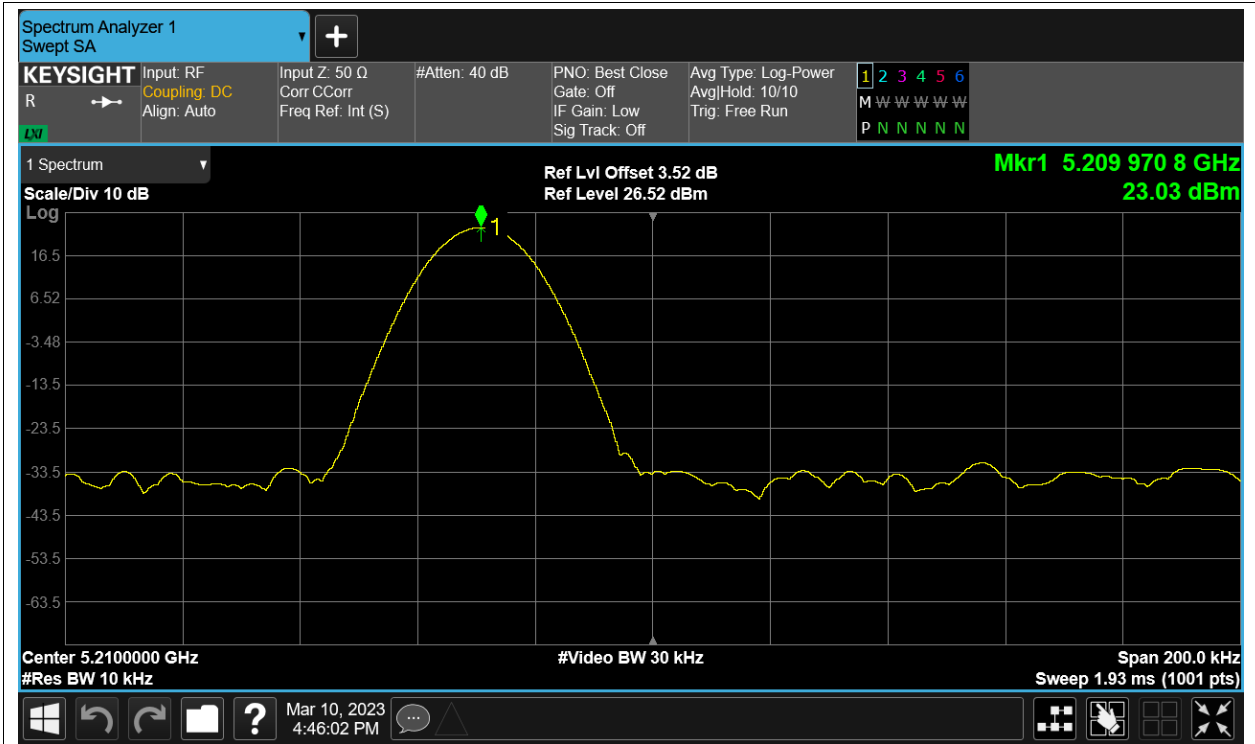 Spectrum Analyzer 1
Swept SA
+
KEYSIGHT
R
LXI
Input: RF
Coupling: DC
Align: Auto
Input Z: 50 Ω
Corr CCorr
Freq Ref: Int (S)
#Atten: 40 dB
PNO: Best Close
Gate: Off
IF Gain: Low
Sig Track: Off
Avg Type: Log-Power
Avg|Hold: 10/10
Trig: Free Run
1 2 3 4 5 6
M W W W W W
P N N N N N
1 Spectrum
Scale/Div 10 dB
Log
Ref Lvl Offset 3.52 dB
Ref Level 26.52 dBm
Mkr1 5.209 970 8 GHz
23.03 dBm
1
16.5
6.52
-3.48
-13.5
-23.5
-33.5
-43.5
-53.5
-63.5
Center 5.2100000 GHz
#Res BW 10 kHz
#Video BW 30 kHz
Span 200.0 kHz
Sweep 1.93 ms (1001 pts)
?
Mar 10, 2023
4:46:02 PM